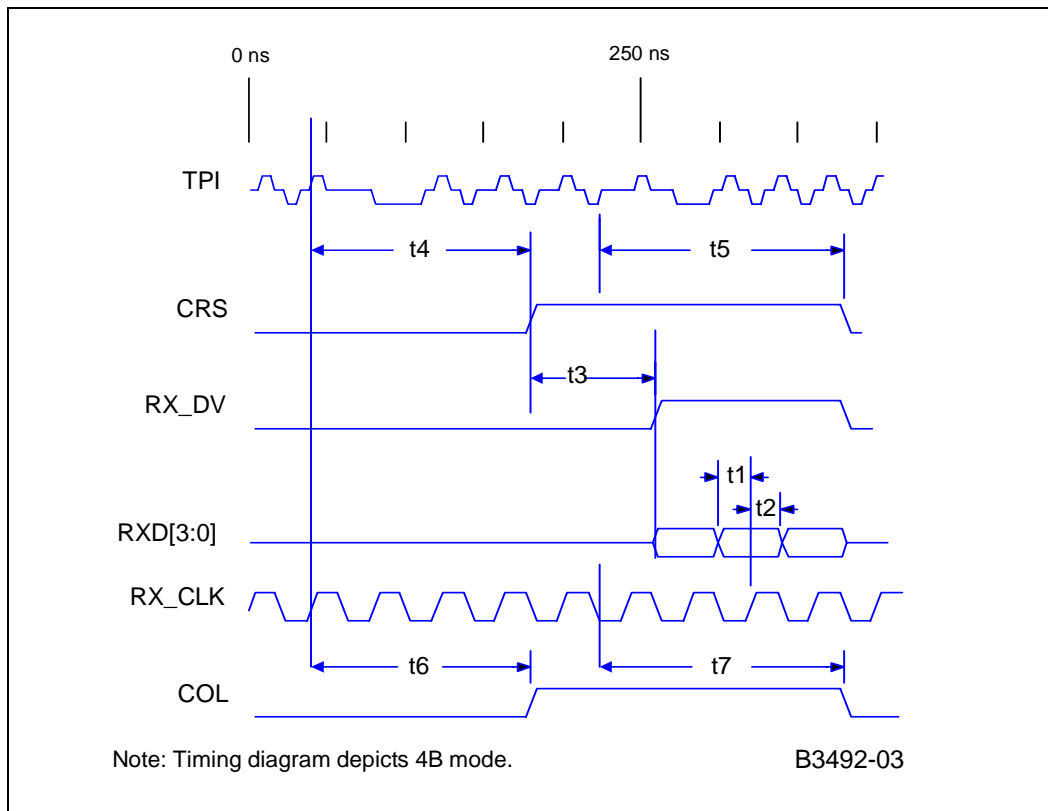 0 ns 250 ns
TPI
t4 t5
CRS
t3
RX_DV
t1
t2
RXD[3:0]
RX_CLK
t6 t7
COL
Note: Timing diagram depicts 4B mode. B3492-03